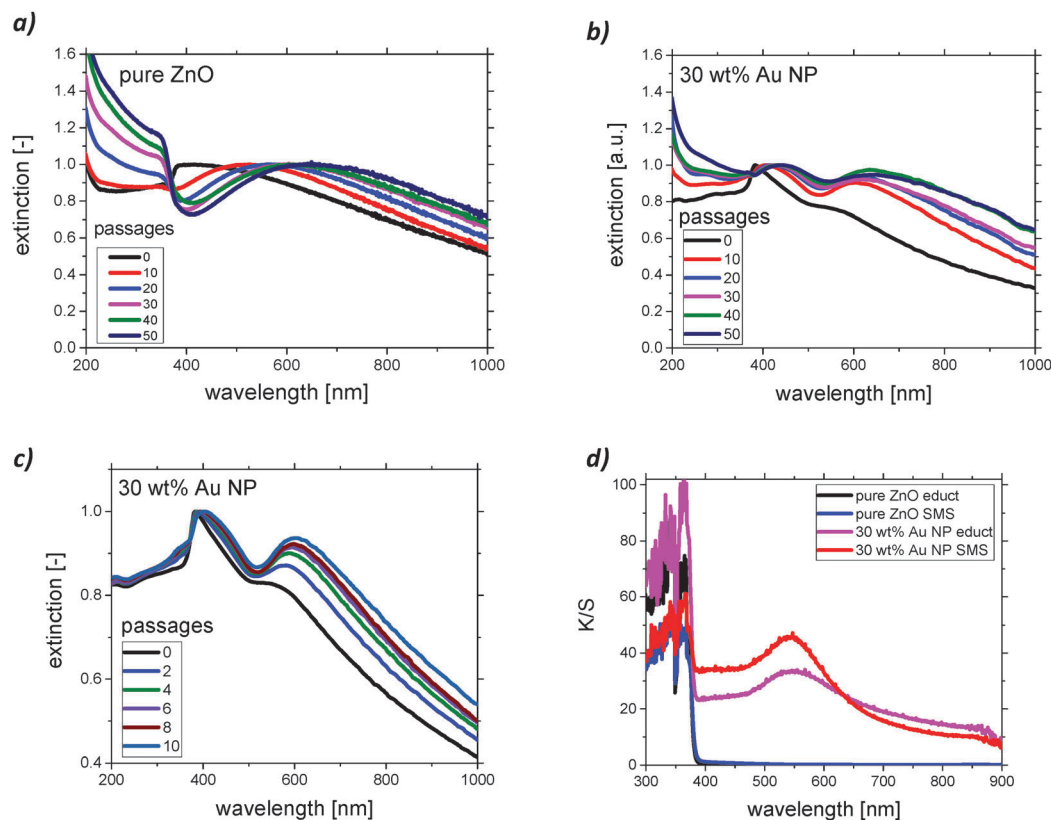 a)
pure ZnO
extinction [-]
1.6
1.4
1.2
1.0
0.8
0.6
0.4
0.2
0.0
passages
0
10
20
30
40
50
200 400 600 800 1000
wavelength [nm]
b)
30 wt% Au NP
extinction [a.u.]
1.6
1.4
1.2
1.0
0.8
0.6
0.4
0.2
0.0
passages
0
10
20
30
40
50
200 400 600 800 1000
wavelength [nm]
c)
30 wt% Au NP
extinction [-]
1.0
0.8
0.6
0.4
passages
0
2
4
6
8
10
200 400 600 800 1000
wavelength [nm]
d)
K/S
100
80
60
40
20
0
pure ZnO educt
pure ZnO SMS
30 wt% Au NP educt
30 wt% Au NP SMS
300 400 500 600 700 800 900
wavelength [nm]